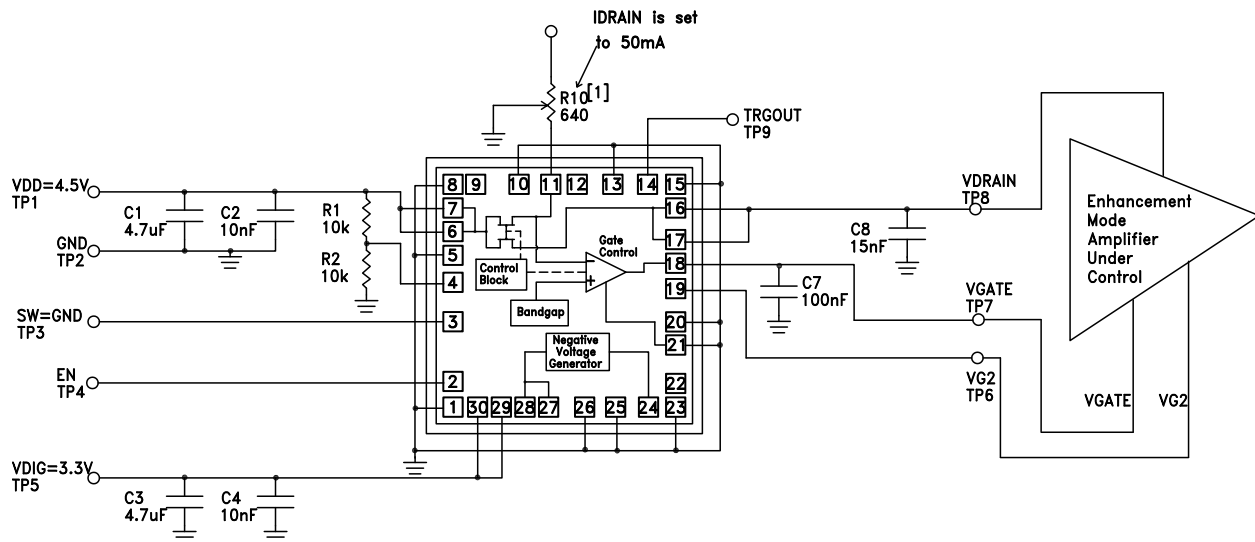 IDRAIN is set
to 50mA
R10[1]
640
TRGOUT
TP9
VDD=4.5V
TP1
C1
4.7uF
C2
10nF
R1
10k
GND
TP2
R2
10k
SW=GND
TP3
EN
TP4
VDIG=3.3V
TP5
C3
4.7uF
C4
10nF
8
9
10
11
12
13
14
15
7
6
5
4
3
2
1
16
17
18
19
20
21
22
30
29
28
27
26
25
24
23
Gate
Control
Control
Block
Bandgap
Negative
Voltage
Generator
C7
100nF
C8
15nF
VDRAIN
TP8
VGATE
TP7
VG2
TP6
Enhancement
Mode
Amplifier
Under
Control
VGATE
VG2